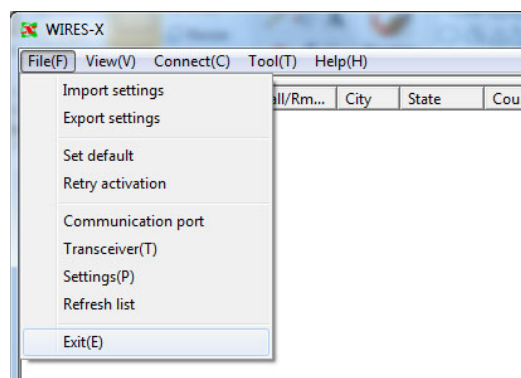 WIRES-X
File(F) View(V) Connect(C) Tool(T) Help(H)
all/Rm... City State Cou
Import settings
Export settings
Set default
Retry activation
Communication port
Transceiver(T)
Settings(P)
Refresh list
Exit(E)